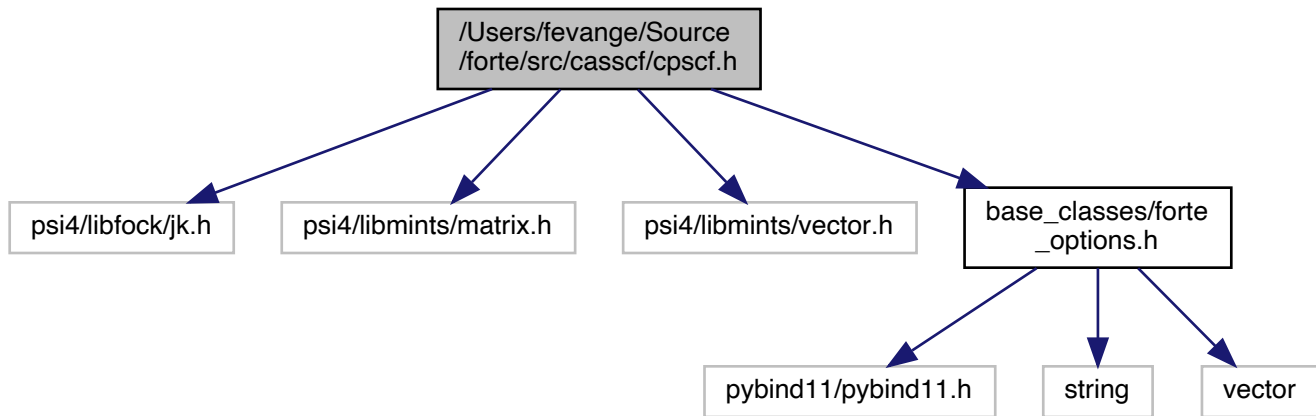 /Users/fevange/Source
/forte/src/casscf/cpscf.h
psi4/libfock/jk.h
psi4/libmints/matrix.h
psi4/libmints/vector.h
base_classes/forte
_options.h
pybind11/pybind11.h
string
vector